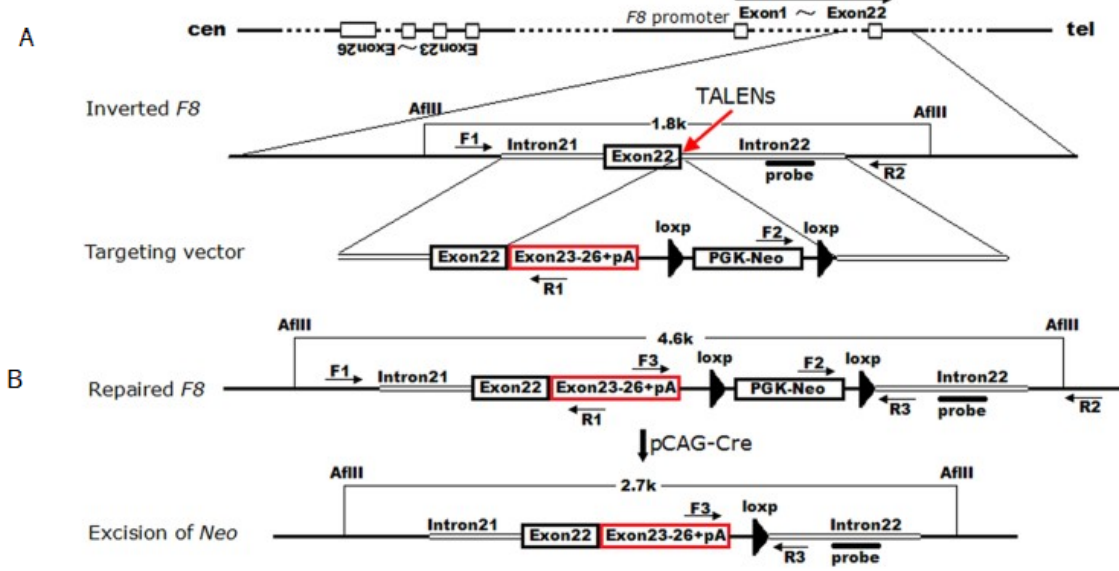 A
cen
F8 promoter
Exon1 ~ Exon22
tel
Exon26 ~ Exon23
Inverted F8
TALENs
AflII
1.8k
AflII
F1
Intron21
Exon22
Intron22
probe
R2
Targeting vector
Exon22
Exon23-26+pA
R1
loxp
F2
PGK-Neo
loxp
B
AflII
4.6k
AflII
Repaired F8
F1
Intron21
Exon22
F3
Exon23-26+pA
R1
loxp
F2
PGK-Neo
loxp
R3
Intron22
probe
R2
pCAG-Cre
AflII
2.7k
AflII
Excision of Neo
Intron21
Exon22
F3
Exon23-26+pA
loxp
R3
Intron22
probe